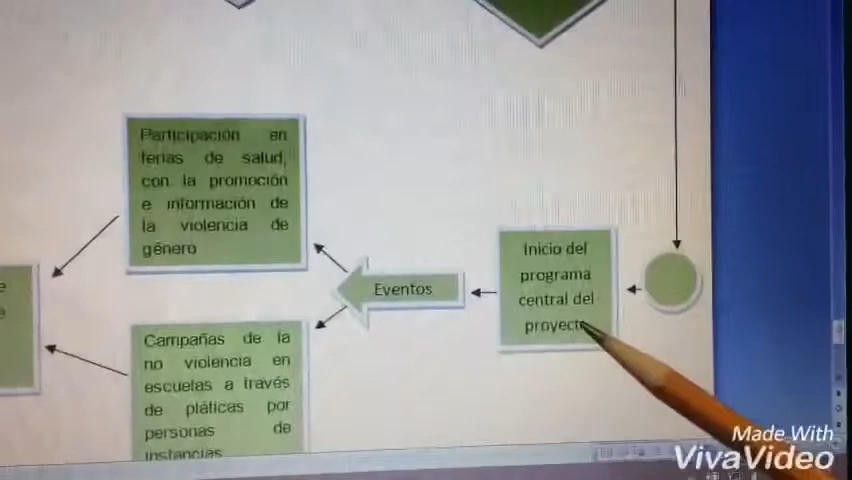 Participación en
ferias de salud,
con la promoción
e información de
la violencia de
género
Campañas de la
no violencia en
escuelas a través
de pláticas por
personas de
instancias
Eventos
Inicio del
programa
central del
proyecto
Made With
VivaVideo